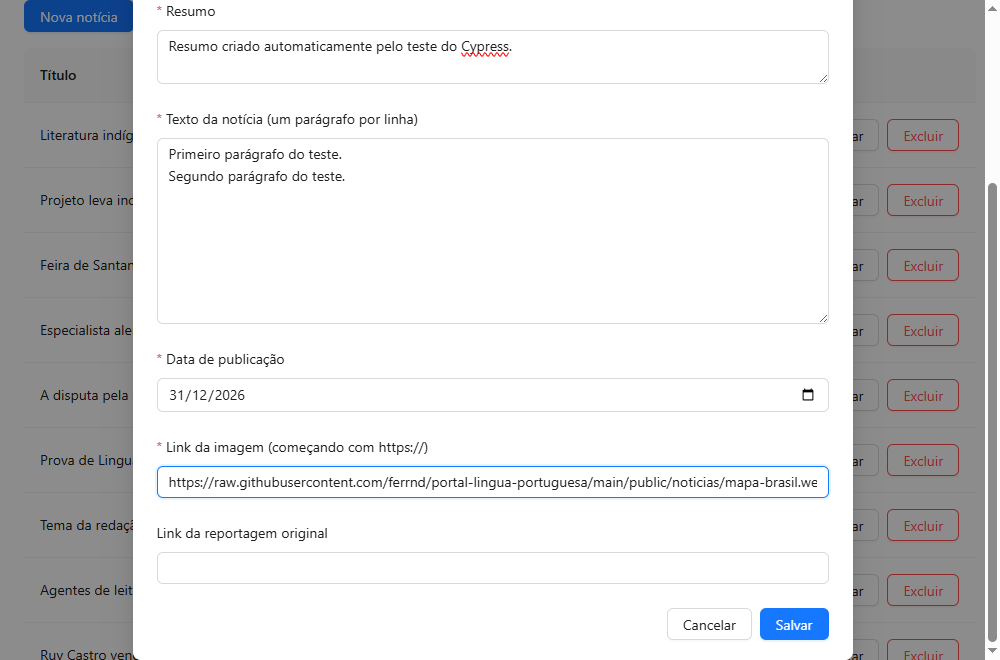 Nova notícia
* Resumo
Resumo criado automaticamente pelo teste do Cypress.
Título
* Texto da notícia (um parágrafo por linha)
Primeiro parágrafo do teste.
Segundo parágrafo do teste.
Literatura indíg
ar
Excluir
Projeto leva inc
ar
Excluir
Feira de Santan
ar
Excluir
Especialista ale
ar
Excluir
* Data de publicação
31/12/2026
A disputa pela
ar
Excluir
* Link da imagem (começando com https://)
Prova de Lingu
ar
Excluir
https://raw.githubusercontent.com/ferrnd/portal-lingua-portuguesa/main/public/noticias/mapa-brasil.we
Tema da redaçã
ar
Excluir
Link da reportagem original
Agentes de leit
ar
Excluir
Cancelar
Salvar
Ruy Castro ven
ar
Excluir